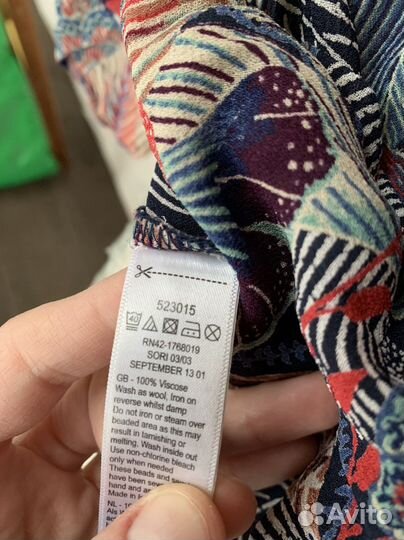 523015
40
RN42-1768019
SORI 03/03
SEPTEMBER 13 01
GB - 100% Viscose
Wash as wool, Iron on
reverse whilst damp
Do not iron or steam over
beaded area as this may
result in tarnishing or
melting. Wash inside out
Use non-chlorine bleach
only when needed
These beads and
have been
hand and
Made in
NL -
Avito